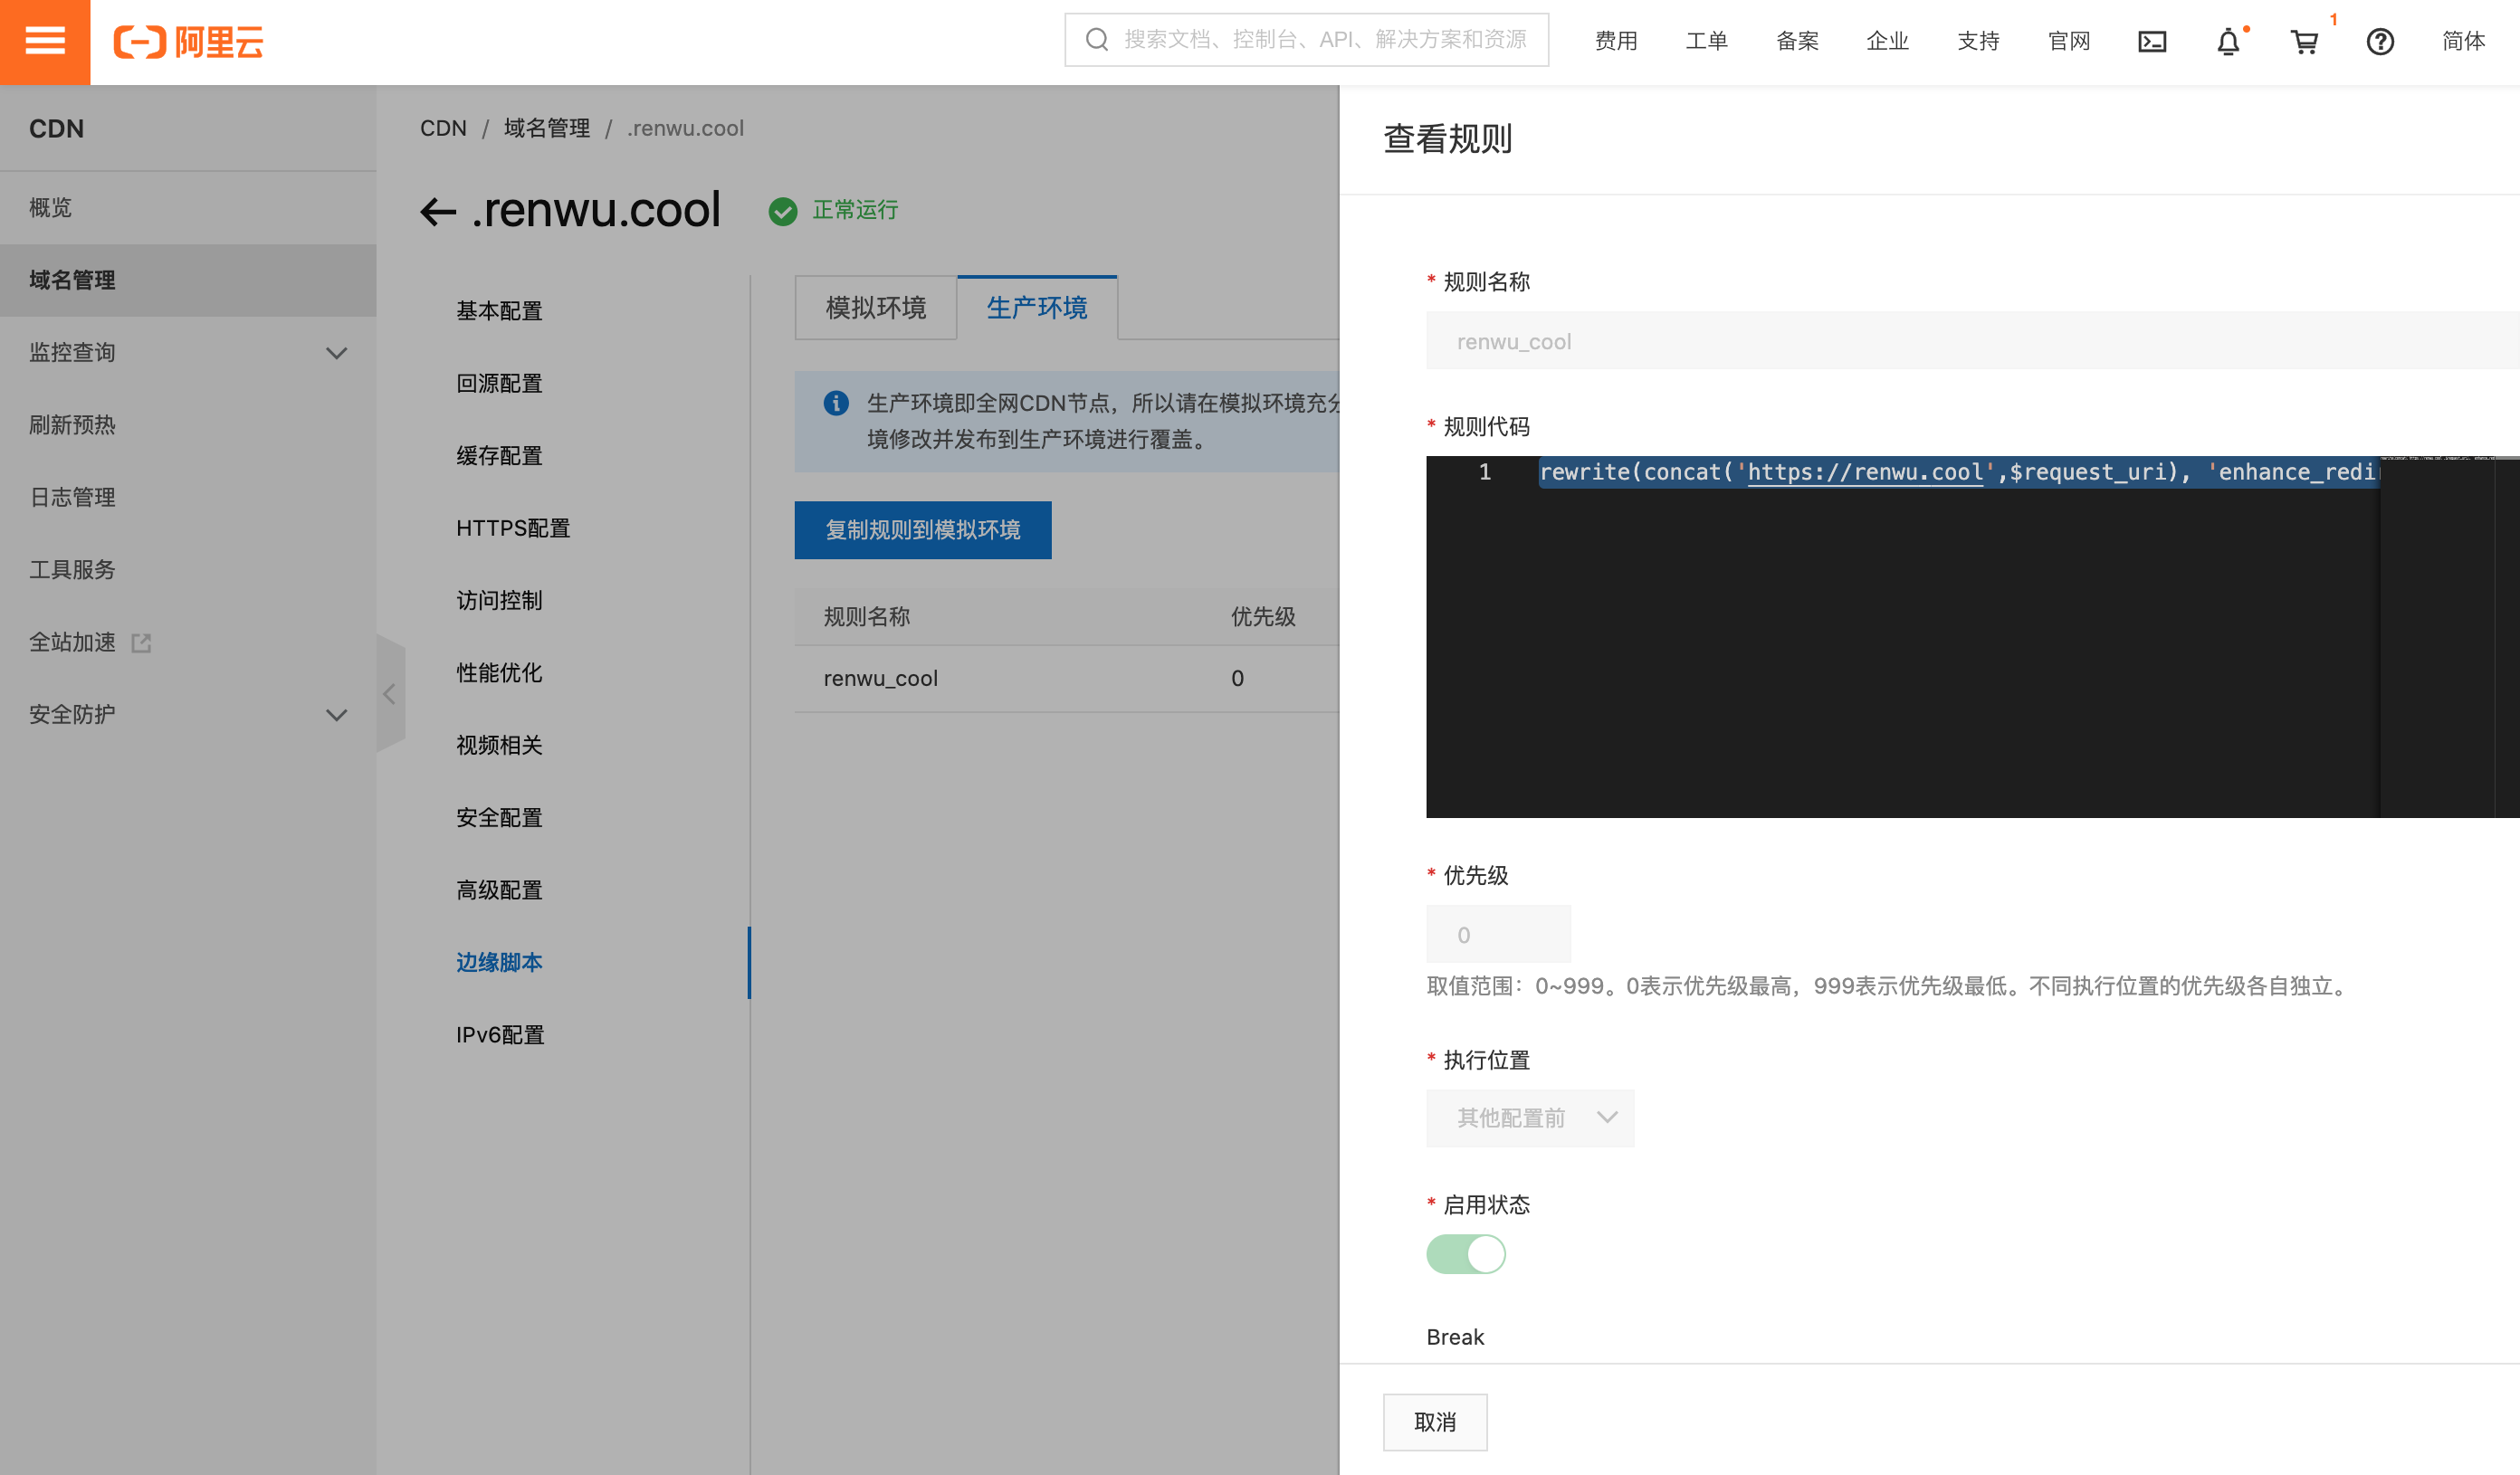 阿里云
搜索文档、控制台、API、解决方案和资源
费用
工单
备案
企业
支持
官网
1
简体
CDN
概览
域名管理
监控查询
刷新预热
日志管理
工具服务
全站加速
安全防护
CDN / 域名管理 / .renwu.cool
.renwu.cool
正常运行
基本配置
回源配置
缓存配置
HTTPS配置
访问控制
性能优化
视频相关
安全配置
高级配置
边缘脚本
IPv6配置
模拟环境
生产环境
生产环境即全网CDN节点，所以请在模拟环境充分
境修改并发布到生产环境进行覆盖。
复制规则到模拟环境
规则名称 优先级
renwu_cool 0
查看规则
* 规则名称
renwu_cool
* 规则代码
1 rewrite(concat('https://renwu.cool',$request_uri), 'enhance_redi
* 优先级
0
取值范围：0~999。0表示优先级最高，999表示优先级最低。不同执行位置的优先级各自独立。
* 执行位置
其他配置前
* 启用状态
Break
取消